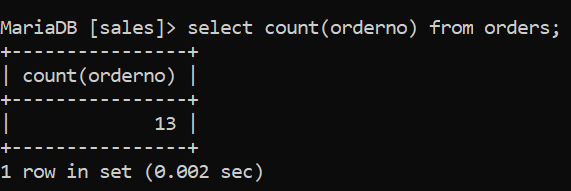 MariaDB [sales]> select count(orderno) from orders;
+----------------+
| count(orderno) |
+----------------+
|             13 |
+----------------+
1 row in set (0.002 sec)